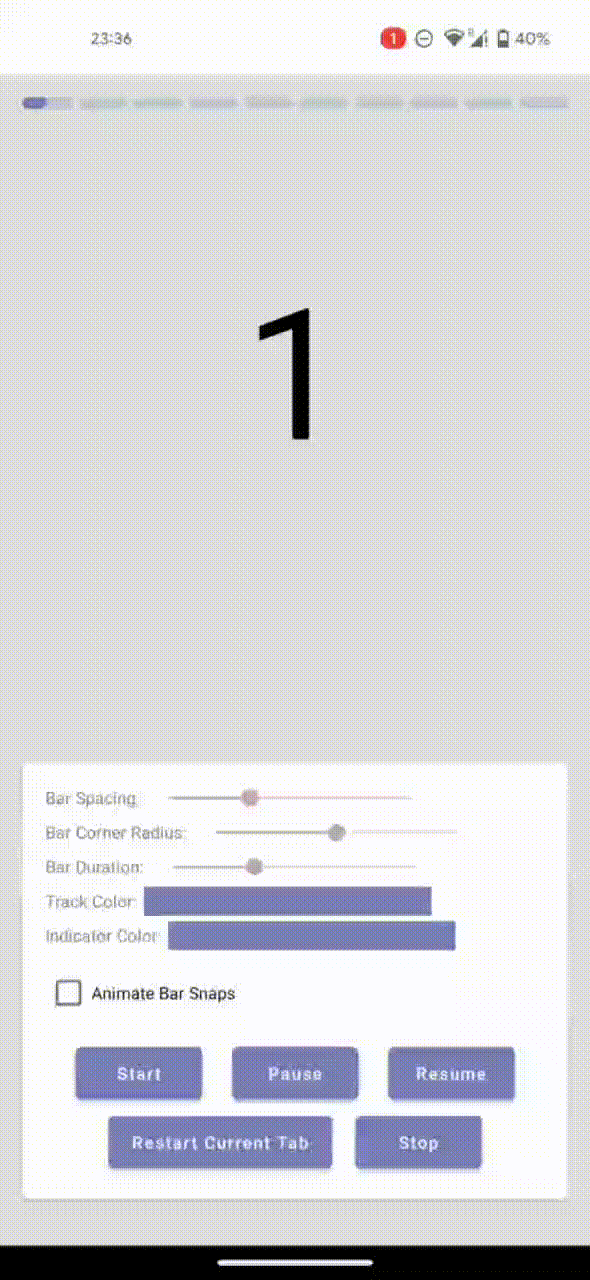 23:36 1 R 40%
1
Bar Spacing:
Bar Corner Radius:
Bar Duration:
Track Color:
Indicator Color:
Animate Bar Snaps
Start Pause Resume
Restart Current Tab Stop